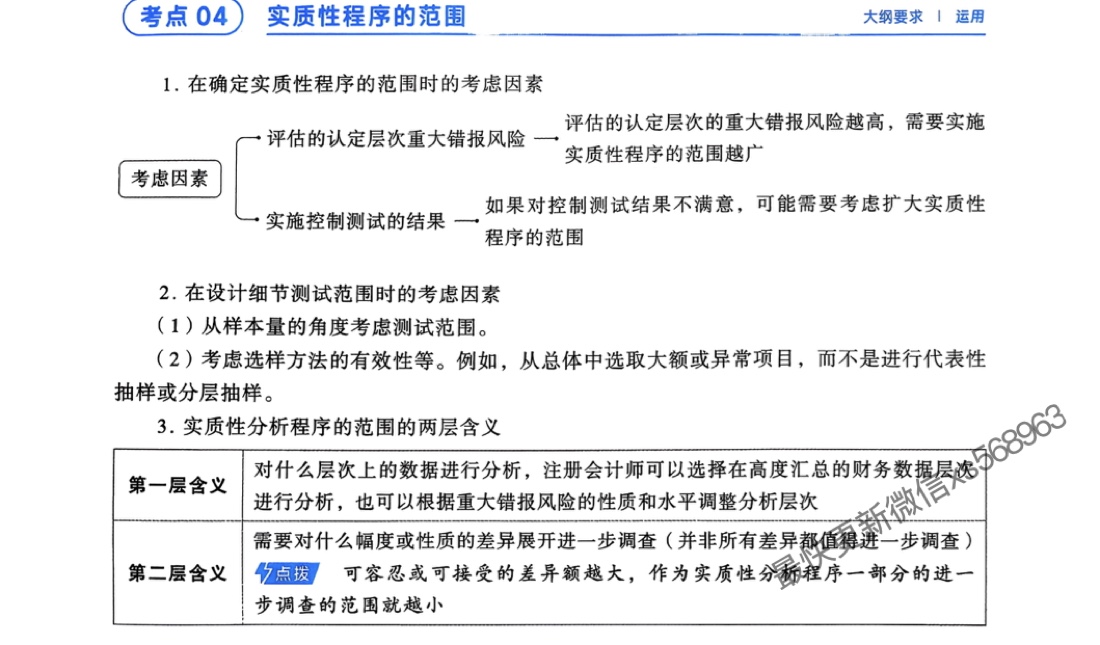 考点 04 实质性程序的范围 大纲要求 | 运用
1. 在确定实质性程序的范围时的考虑因素
考虑因素
评估的认定层次重大错报风险
评估的认定层次的重大错报风险越高，需要实施
实质性程序的范围越广
实施控制测试的结果
如果对控制测试结果不满意，可能需要考虑扩大实质性
程序的范围
2. 在设计细节测试范围时的考虑因素
（1）从样本量的角度考虑测试范围。
（2）考虑选样方法的有效性等。例如，从总体中选取大额或异常项目，而不是进行代表性
抽样或分层抽样。
3. 实质性分析程序的范围的两层含义
第一层含义
对什么层次上的数据进行分析，注册会计师可以选择在高度汇总的财务数据层次
进行分析，也可以根据重大错报风险的性质和水平调整分析层次
第二层含义
需要对什么幅度或性质的差异展开进一步调查（并非所有差异都值得进一步调查）
点拨 可容忍或可接受的差异额越大，作为实质性分析程序一部分的进一
步调查的范围就越小